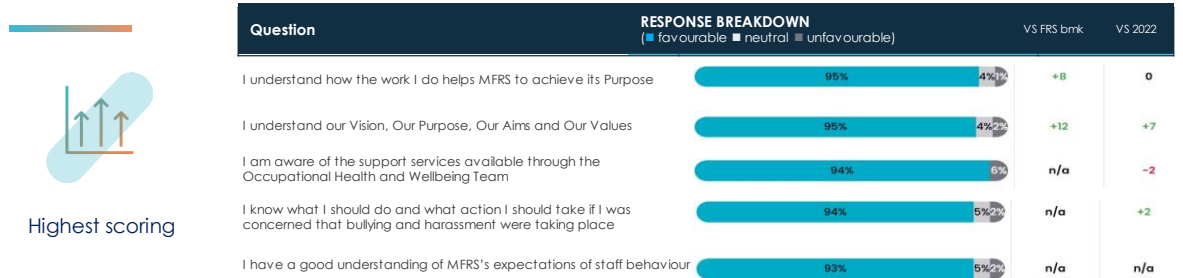 Question
RESPONSE BREAKDOWN
(■ favourable ■ neutral ■ unfavourable)
VS FRS bmk
VS 2022
I understand how the work I do helps MFRS to achieve its Purpose
95% 4% 1%
+8
0
I understand our Vision, Our Purpose, Our Aims and Our Values
95% 4% 2%
+12
+7
I am aware of the support services available through the
Occupational Health and Wellbeing Team
94% 6%
n/a
-2
I know what I should do and what action I should take if I was
concerned that bullying and harassment were taking place
94% 5% 2%
n/a
+2
I have a good understanding of MFRS's expectations of staff behaviour
93% 5% 2%
n/a
n/a
Highest scoring